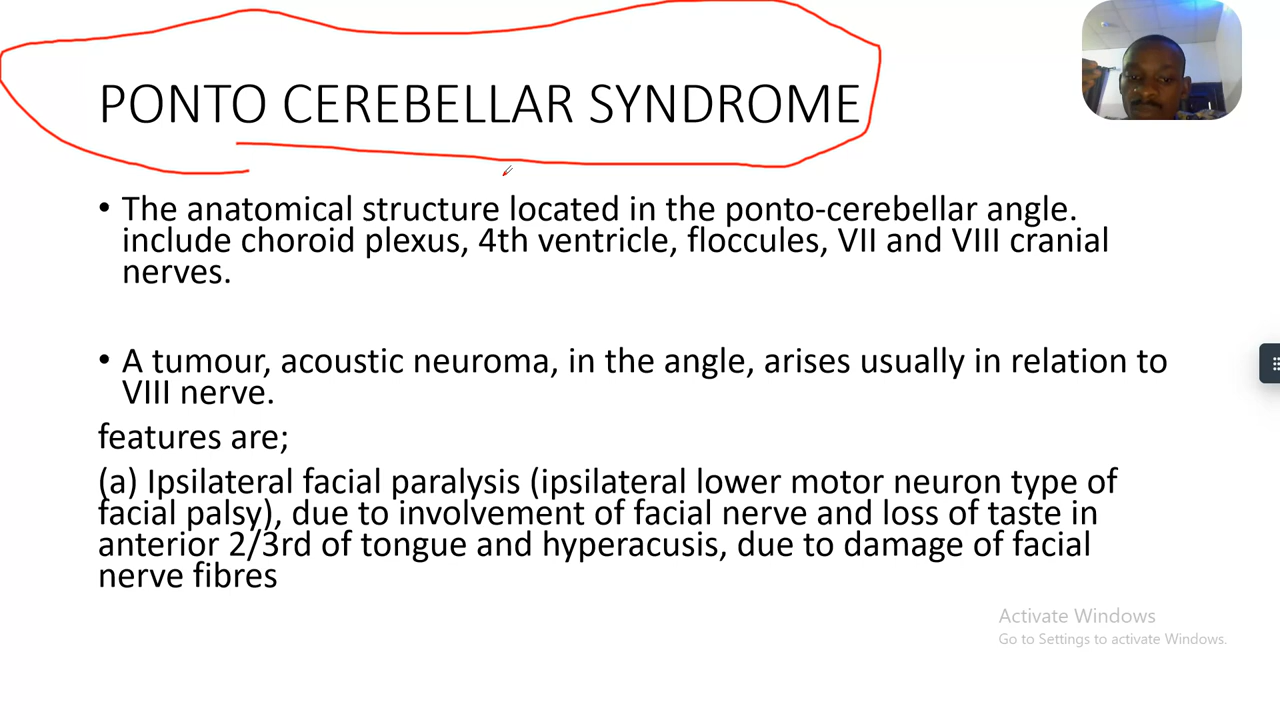 PONTO CEREBELLAR SYNDROME
• The anatomical structure located in the ponto-cerebellar angle.
include choroid plexus, 4th ventricle, floccules, VII and VIII cranial
nerves.
• A tumour, acoustic neuroma, in the angle, arises usually in relation to
VIII nerve.
features are;
(a) Ipsilateral facial paralysis (ipsilateral lower motor neuron type of
facial palsy), due to involvement of facial nerve and loss of taste in
anterior 2/3rd of tongue and hyperacusis, due to damage of facial
nerve fibres
Activate Windows
Go to Settings to activate Windows.